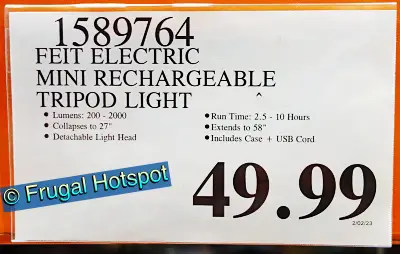 1589764
FEIT ELECTRIC
MINI RECHARGEABLE
TRIPOD LIGHT ^
• Lumens: 200 - 2000
• Collapses to 27"
• Detachable Light Head
• Run Time: 2.5 - 10 Hours
• Extends to 58"
• Includes Case + USB Cord
© Frugal Hotspot
49.99
2/02/23